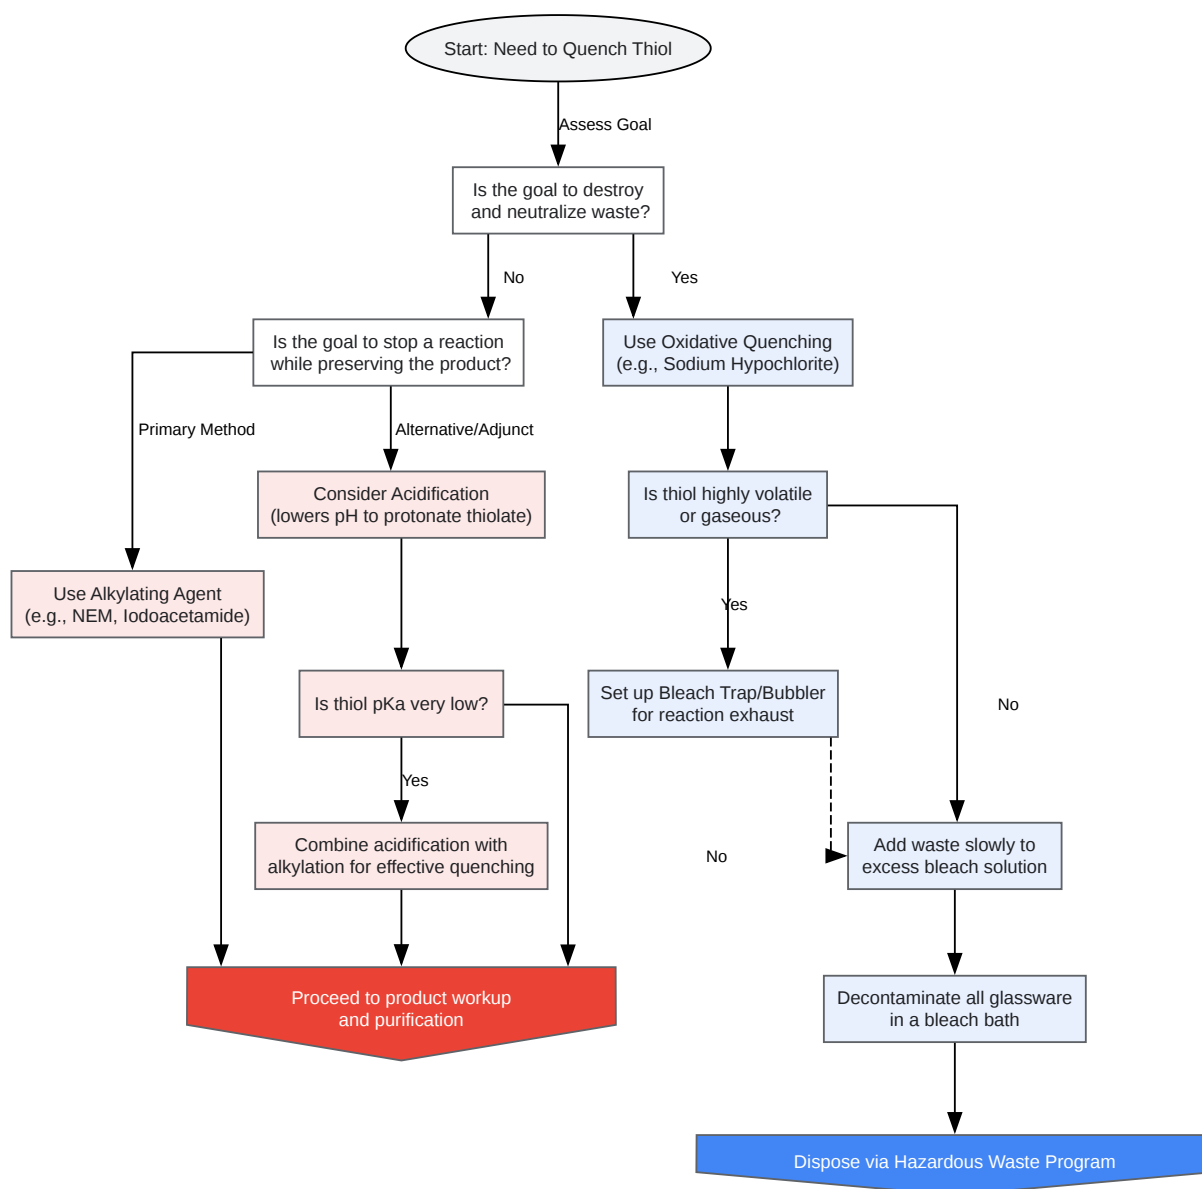 Start: Need to Quench Thiol
Assess Goal
Is the goal to destroy
and neutralize waste?
No
Yes
Is the goal to stop a reaction
while preserving the product?
Use Oxidative Quenching
(e.g., Sodium Hypochlorite)
Primary Method
Alternative/Adjunct
Consider Acidification
(lowers pH to protonate thiolate)
Is thiol highly volatile
or gaseous?
Use Alkylating Agent
(e.g., NEM, Iodoacetamide)
Yes
Is thiol pKa very low?
Set up Bleach Trap/Bubbler
for reaction exhaust
No
Yes
Combine acidification with
alkylation for effective quenching
No
Add waste slowly to
excess bleach solution
Proceed to product workup
and purification
Decontaminate all glassware
in a bleach bath
Dispose via Hazardous Waste Program